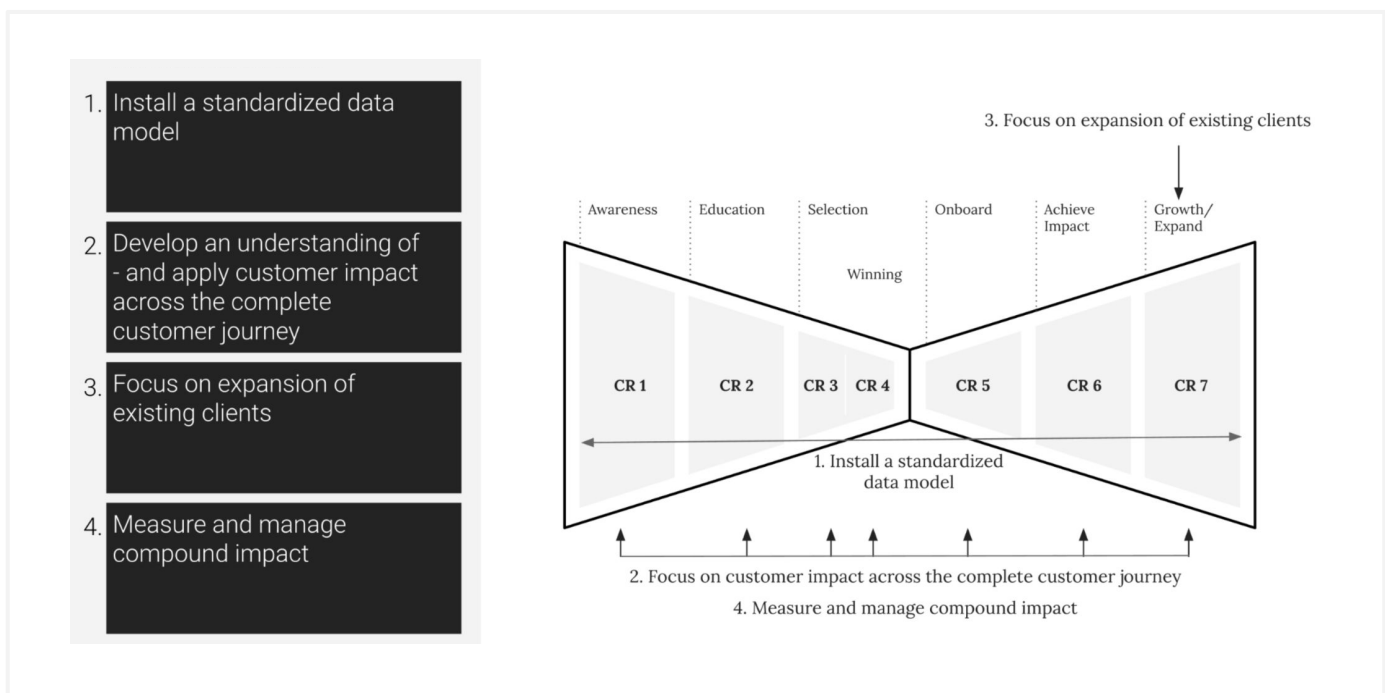 1. Install a standardized data
model
2. Develop an understanding of
- and apply customer impact
across the complete
customer journey
3. Focus on expansion of
existing clients
4. Measure and manage
compound impact
3. Focus on expansion of existing clients
Awareness
Education
Selection
Onboard
Achieve
Impact
Growth/
Expand
Winning
CR 1
CR 2
CR 3
CR 4
CR 5
CR 6
CR 7
1. Install a standardized
data model
2. Focus on customer impact across the complete customer journey
4. Measure and manage compound impact